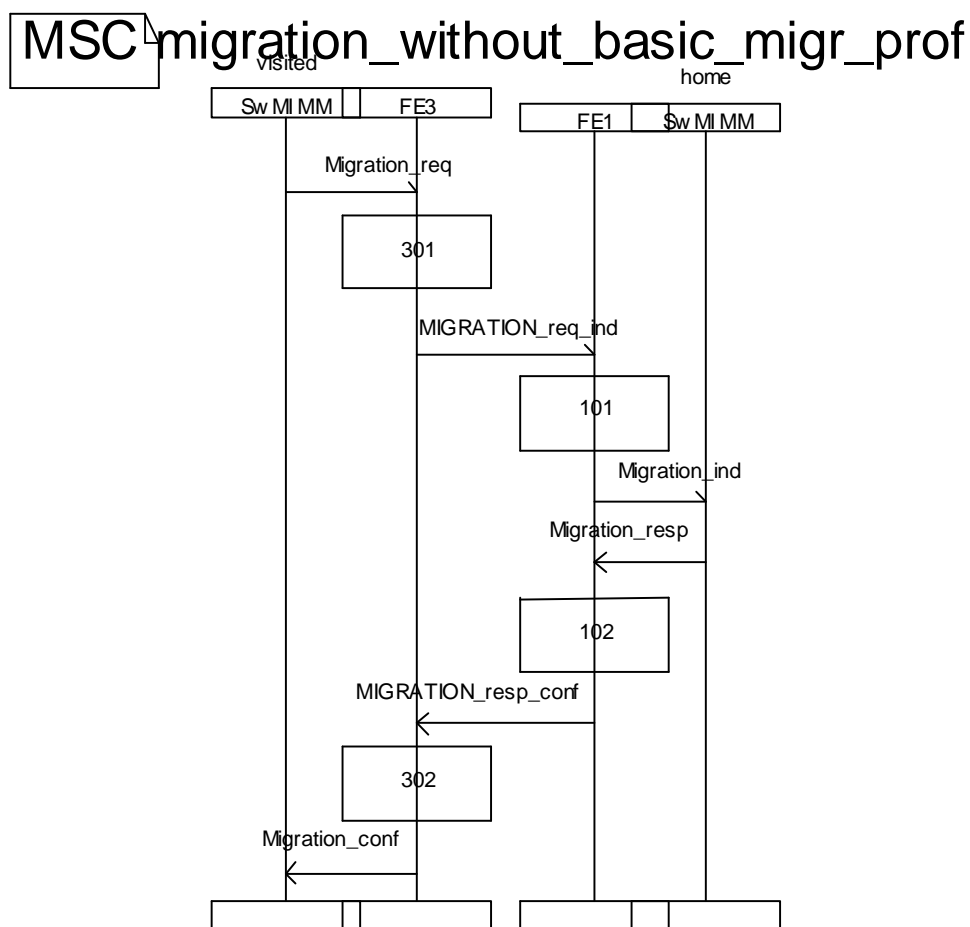 MSC migration_without_basic_migr_prof
visited
home
SwMI MM FE3
FE1 SwMI MM
Migration_req
301
MIGRATION_req_ind
101
Migration_ind
Migration_resp
102
MIGRATION_resp_conf
302
Migration_conf